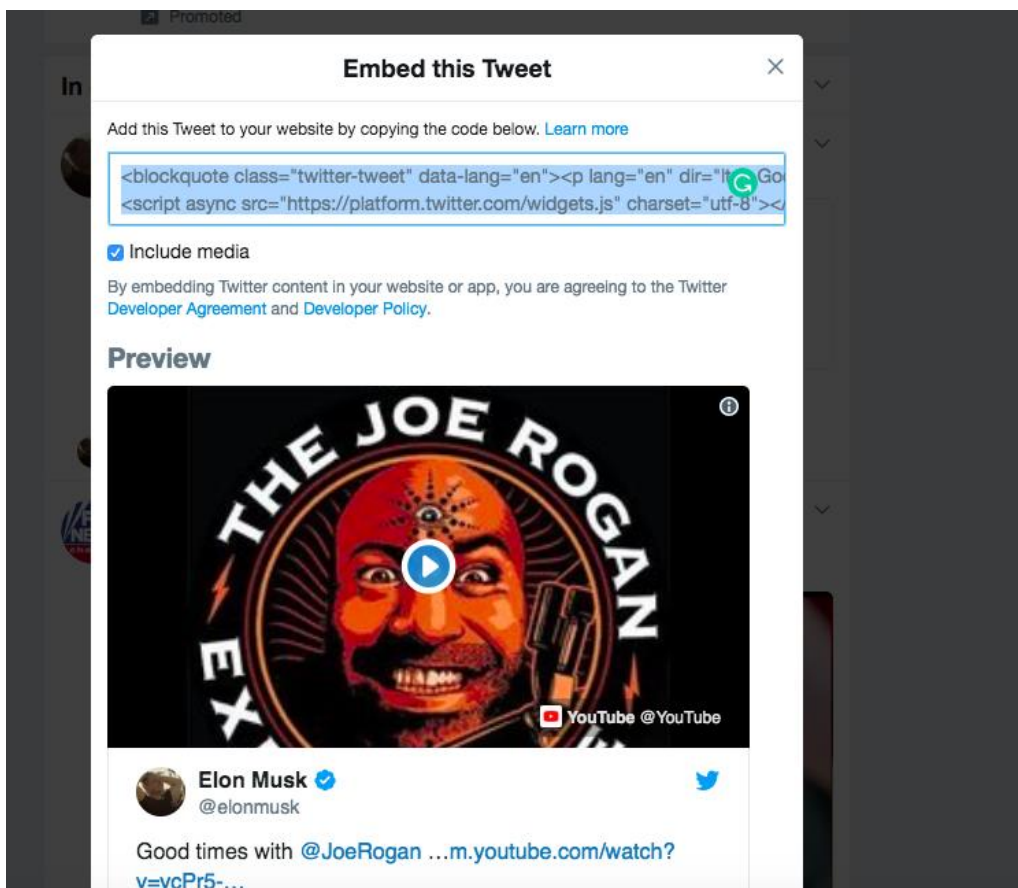 Promoted
In
Embed this Tweet
Add this Tweet to your website by copying the code below. Learn more
<blockquote class="twitter-tweet" data-lang="en"><p lang="en" dir="lt Goo
<script async src="https://platform.twitter.com/widgets.js" charset="utf-8"></
Include media
By embedding Twitter content in your website or app, you are agreeing to the Twitter
Developer Agreement and Developer Policy.
Preview
THE JOE ROGAN
EX
YouTube @YouTube
Elon Musk
@elonmusk
Good times with @JoeRogan …m.youtube.com/watch?
v=vcPr5-…